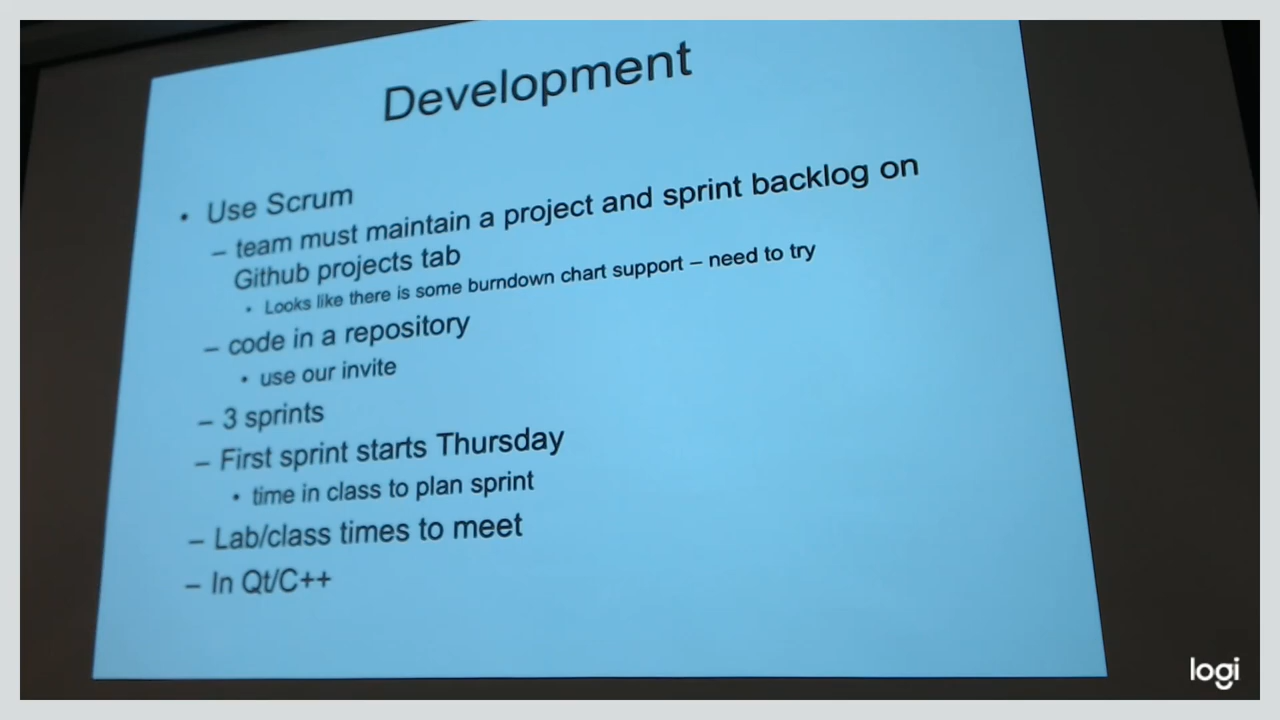 Development
• Use Scrum
– team must maintain a project and sprint backlog on
Github projects tab
• Looks like there is some burndown chart support – need to try
– code in a repository
• use our invite
– 3 sprints
– First sprint starts Thursday
• time in class to plan sprint
– Lab/class times to meet
– In Qt/C++
logi